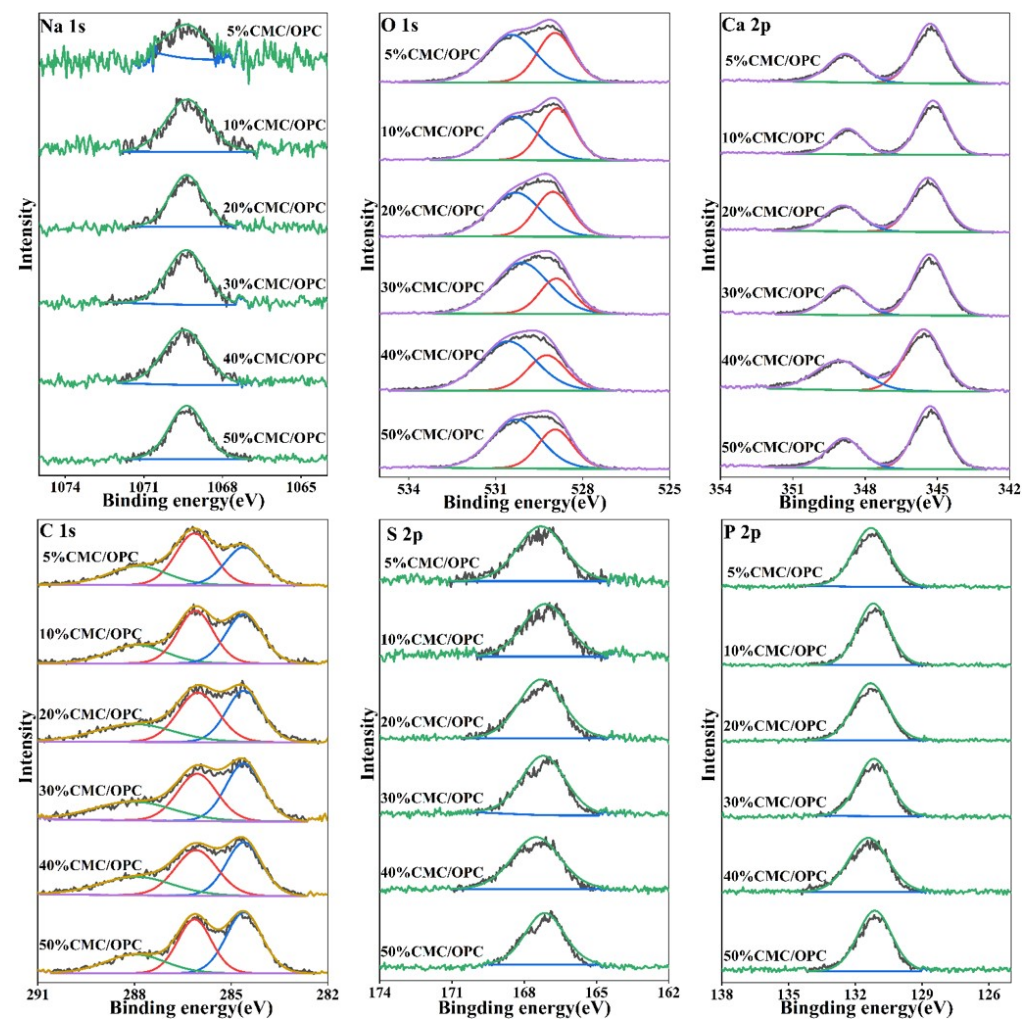 Na 1s
5%CMC/OPC
10%CMC/OPC
20%CMC/OPC
30%CMC/OPC
40%CMC/OPC
50%CMC/OPC
Intensity
1074 1071 1068 1065
Binding energy(eV)
O 1s
5%CMC/OPC
10%CMC/OPC
20%CMC/OPC
30%CMC/OPC
40%CMC/OPC
50%CMC/OPC
Intensity
534 531 528 525
Binding energy(eV)
Ca 2p
5%CMC/OPC
10%CMC/OPC
20%CMC/OPC
30%CMC/OPC
40%CMC/OPC
50%CMC/OPC
Intensity
354 351 348 345 342
Bingding energy(eV)
C 1s
5%CMC/OPC
10%CMC/OPC
20%CMC/OPC
30%CMC/OPC
40%CMC/OPC
50%CMC/OPC
Intensity
291 288 285 282
Binding energy(eV)
S 2p
5%CMC/OPC
10%CMC/OPC
20%CMC/OPC
30%CMC/OPC
40%CMC/OPC
50%CMC/OPC
Intensity
174 171 168 165 162
Bingding energy(eV)
P 2p
5%CMC/OPC
10%CMC/OPC
20%CMC/OPC
30%CMC/OPC
40%CMC/OPC
50%CMC/OPC
Intensity
138 135 132 129 126
Bingding energy(eV)